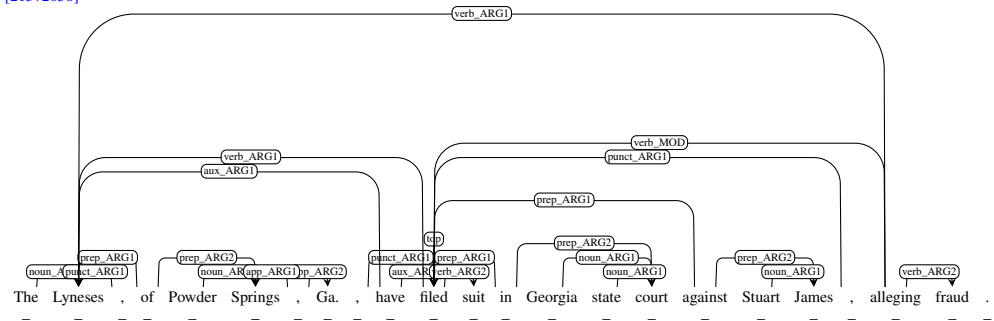 verb_ARG1
verb_MOD
verb_ARG1 punct_ARG1
aux_ARG1
prep_ARG1
top
prep_ARG2
prep_ARG1 prep_ARG2 punct_ARG1 prep_ARG1 noun_ARG1 prep_ARG2
punct_ARG1 app_ARG1 verb_ARG2 noun_ARG1 noun_ARG1 verb_ARG2
The Lyneses , of Powder Springs , Ga. , have filed suit in Georgia state court against Stuart James , alleging fraud .